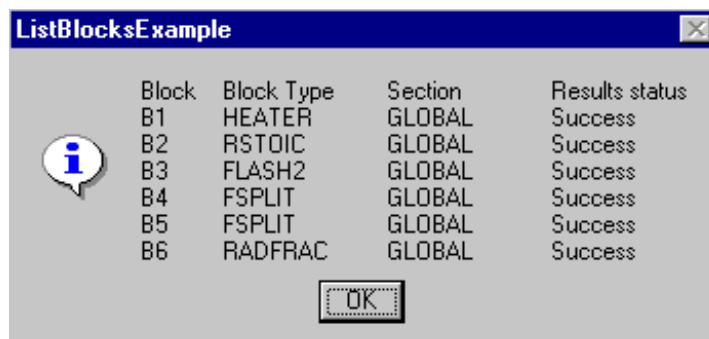 ListBlocksExample
Block Block Type Section Results status
B1 HEATER GLOBAL Success
B2 RSTOIC GLOBAL Success
B3 FLASH2 GLOBAL Success
B4 FSPLIT GLOBAL Success
B5 FSPLIT GLOBAL Success
B6 RADFRAC GLOBAL Success
OK